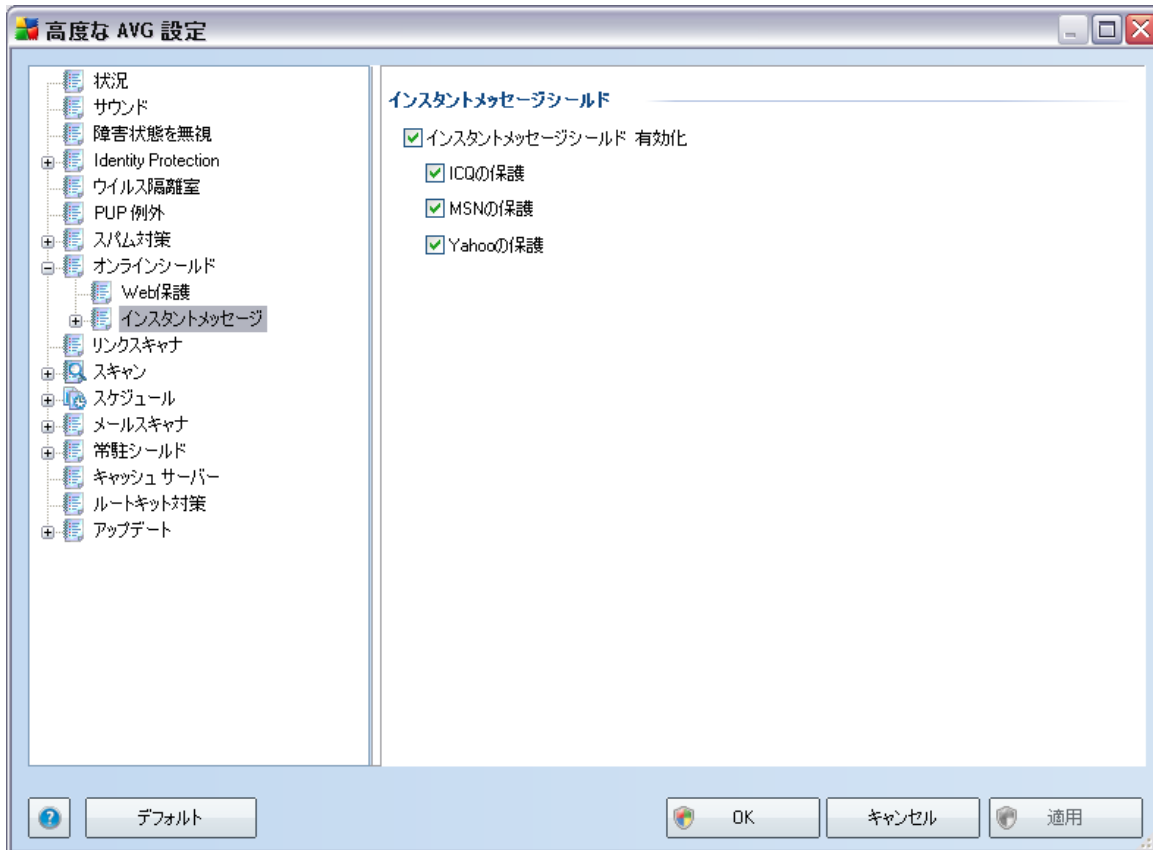 高度な AVG 設定
状況
サウンド
障害状態を無視
Identity Protection
ウイルス隔離室
PUP 例外
スパム対策
オンラインシールド
Web保護
インスタントメッセージ
リンクスキャナ
スキャン
スケジュール
メールスキャナ
常駐シールド
キャッシュ サーバー
ルートキット対策
アップデート
インスタントメッセージシールド
インスタントメッセージシールド 有効化
ICQの保護
MSNの保護
Yahooの保護
デフォルト
OK
キャンセル
適用